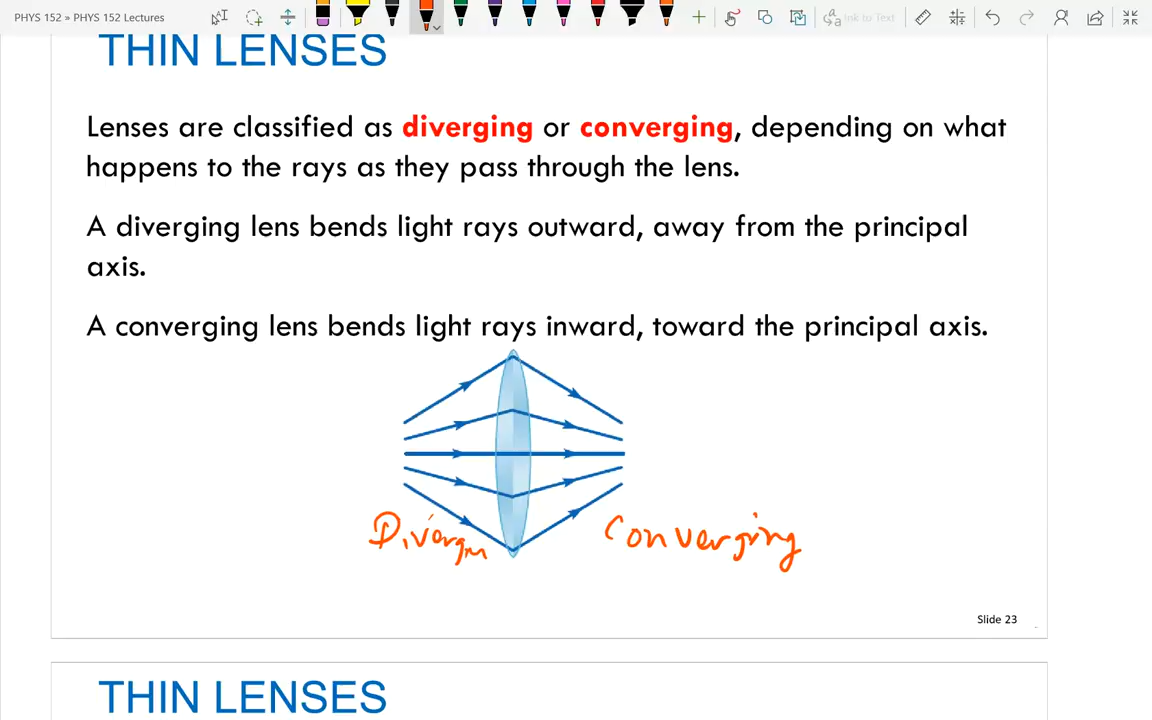 PHYS 152 » PHYS 152 Lectures
Ink to Text
THIN LENSES
Lenses are classified as diverging or converging, depending on what
happens to the rays as they pass through the lens.
A diverging lens bends light rays outward, away from the principal
axis.
A converging lens bends light rays inward, toward the principal axis.
Converging
Slide 23
THIN LENSES